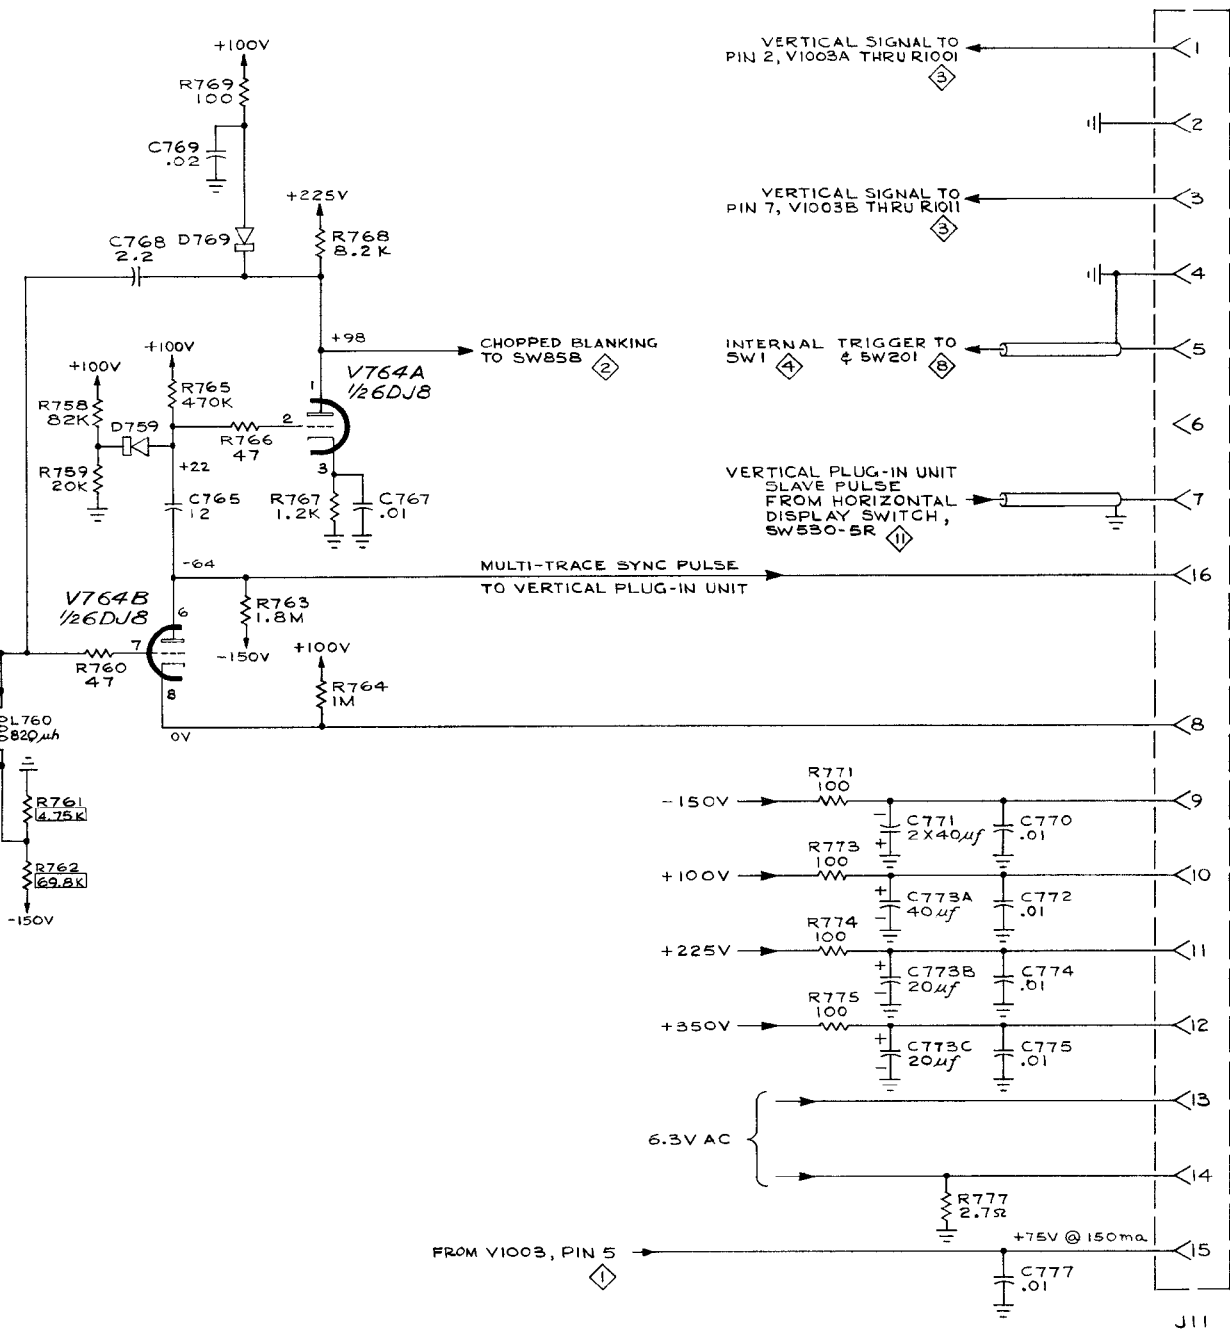 +100V
R769
100
C769
.02
+225V
C768
2.2
D769
R768
8.2K
+98
CHOPPED BLANKING
TO SW858
2
+100V
+100V
R765
470K
V764A
1/2 6DJ8
1
R758
82K
D759
2
R766
47
R759
20K
+22
3
C765
12
R767
1.2K
C767
.01
-64
MULTI-TRACE SYNC PULSE
TO VERTICAL PLUG-IN UNIT
V764B
1/2 6DJ8
6
R763
1.8M
7
-150V
+100V
R760
47
8
R764
1M
L760
820µh
0V
R761
4.75K
R762
69.8K
-150V
VERTICAL SIGNAL TO
PIN 2, V1003A THRU R1001
3
1
2
VERTICAL SIGNAL TO
PIN 7, V1003B THRU R1011
3
3
4
INTERNAL TRIGGER TO
SW1 4 & SW201 8
5
6
VERTICAL PLUG-IN UNIT
SLAVE PULSE
FROM HORIZONTAL
DISPLAY SWITCH,
SW530-5R 11
7
16
8
-150V
R771
100
C771
2X40µf
-
+
C770
.01
9
+100V
R773
100
+
-
C773A
40µf
C772
.01
10
+225V
R774
100
+
-
C773B
20µf
C774
.01
11
+350V
R775
100
+
-
C773C
20µf
C775
.01
12
6.3V AC
13
14
R777
2.7Ω
FROM V1003, PIN 5
1
+75V @ 150ma
15
C777
.01
J11